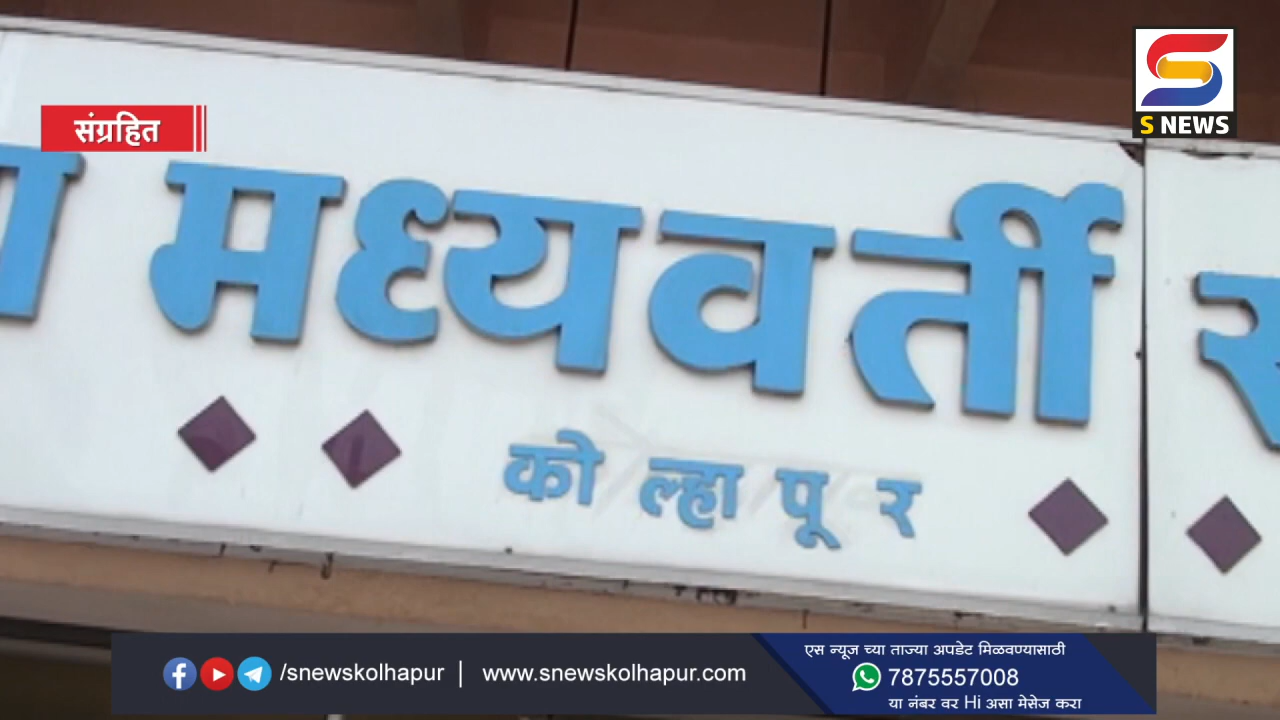 S NEWS
संग्रहित
मध्यवर्ती
कोल्हापूर
/snewskolhapur | www.snewskolhapur.com
एस न्यूज च्या ताज्या अपडेट मिळवण्यासाठी
7875557008
या नंबर वर Hi असा मेसेज करा